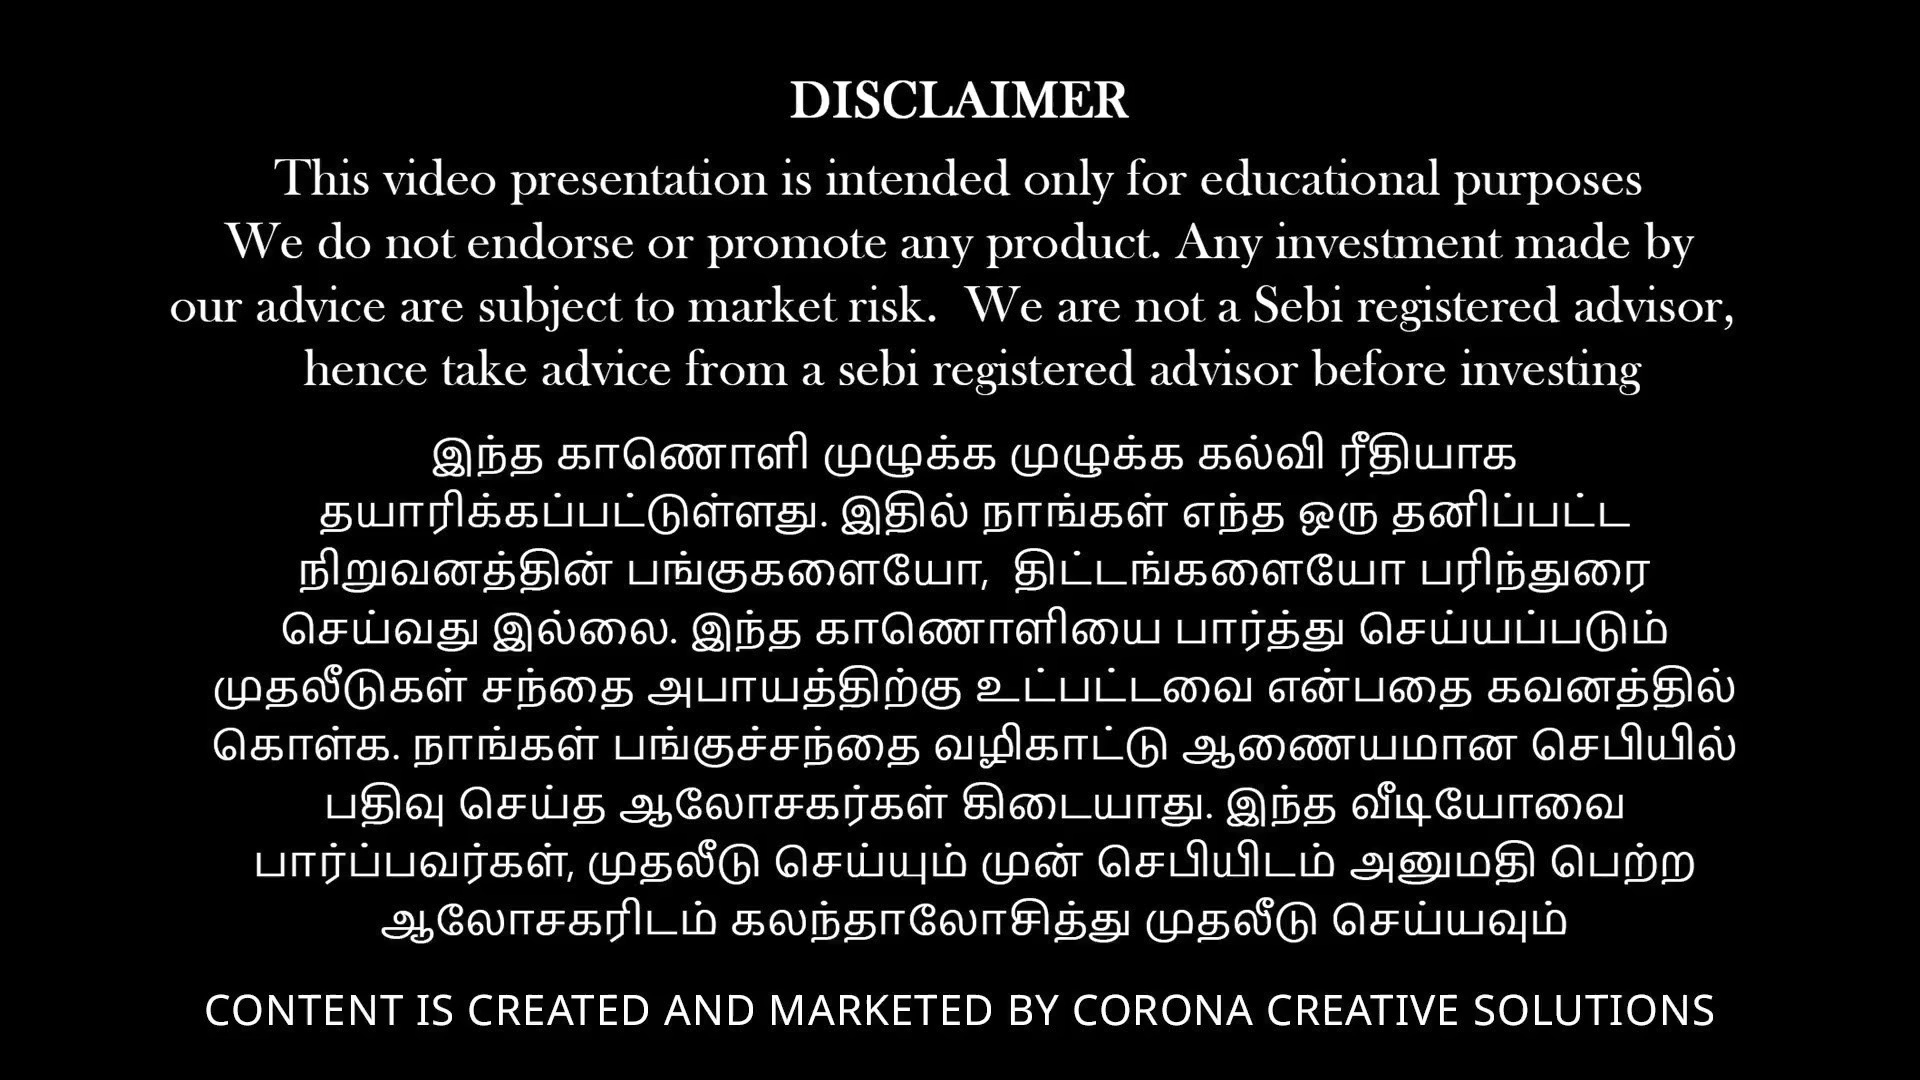 DISCLAIMER
This video presentation is intended only for educational purposes
We do not endorse or promote any product. Any investment made by
our advice are subject to market risk.  We are not a Sebi registered advisor,
hence take advice from a sebi registered advisor before investing
இந்த காணொளி முழுக்க முழுக்க கல்வி ரீதியாக
தயாரிக்கப்பட்டுள்ளது. இதில் நாங்கள் எந்த ஒரு தனிப்பட்ட
நிறுவனத்தின் பங்குகளையோ,  திட்டங்களையோ பரிந்துரை
செய்வது இல்லை. இந்த காணொளியை பார்த்து செய்யப்படும்
முதலீடுகள் சந்தை அபாயத்திற்கு உட்பட்டவை என்பதை கவனத்தில்
கொள்க. நாங்கள் பங்குச்சந்தை வழிகாட்டு ஆணையமான செபியில்
பதிவு செய்த ஆலோசகர்கள் கிடையாது. இந்த வீடியோவை
பார்ப்பவர்கள், முதலீடு செய்யும் முன் செபியிடம் அனுமதி பெற்ற
ஆலோசகரிடம் கலந்தாலோசித்து முதலீடு செய்யவும்
CONTENT IS CREATED AND MARKETED BY CORONA CREATIVE SOLUTIONS